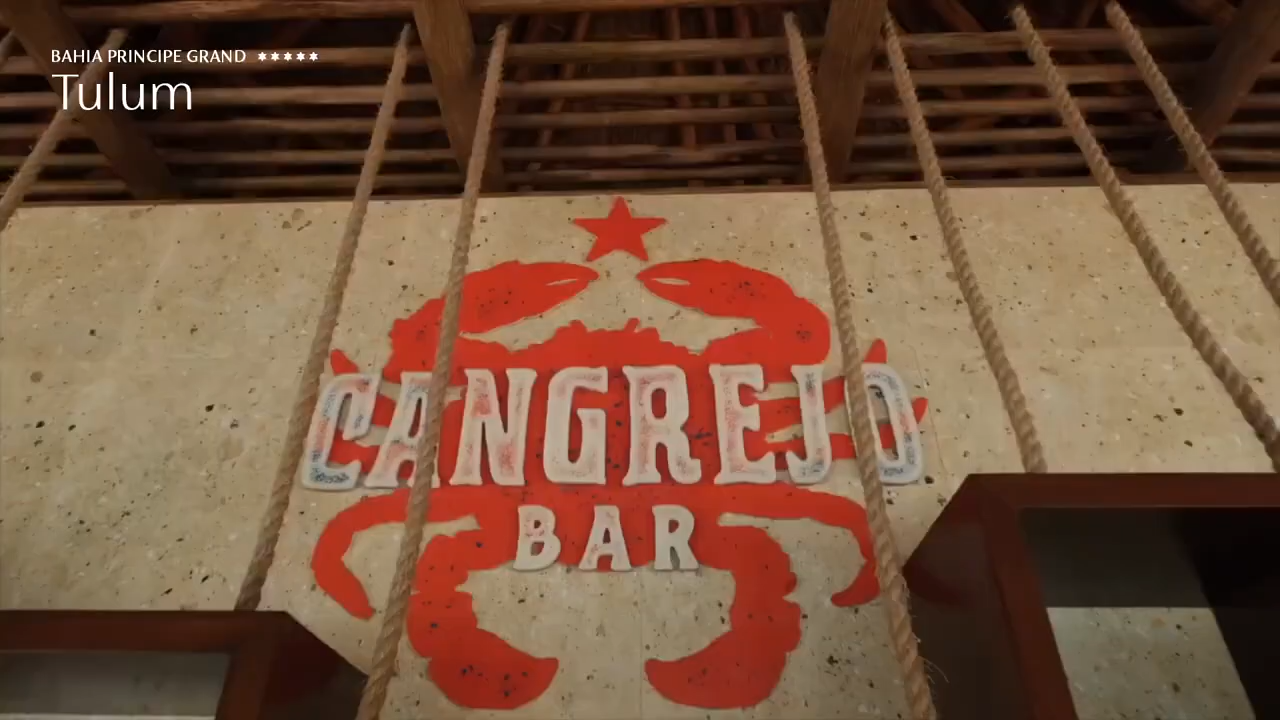 BAHIA PRINCIPE GRAND ★★★★★
Tulum
CANGREJO
BAR